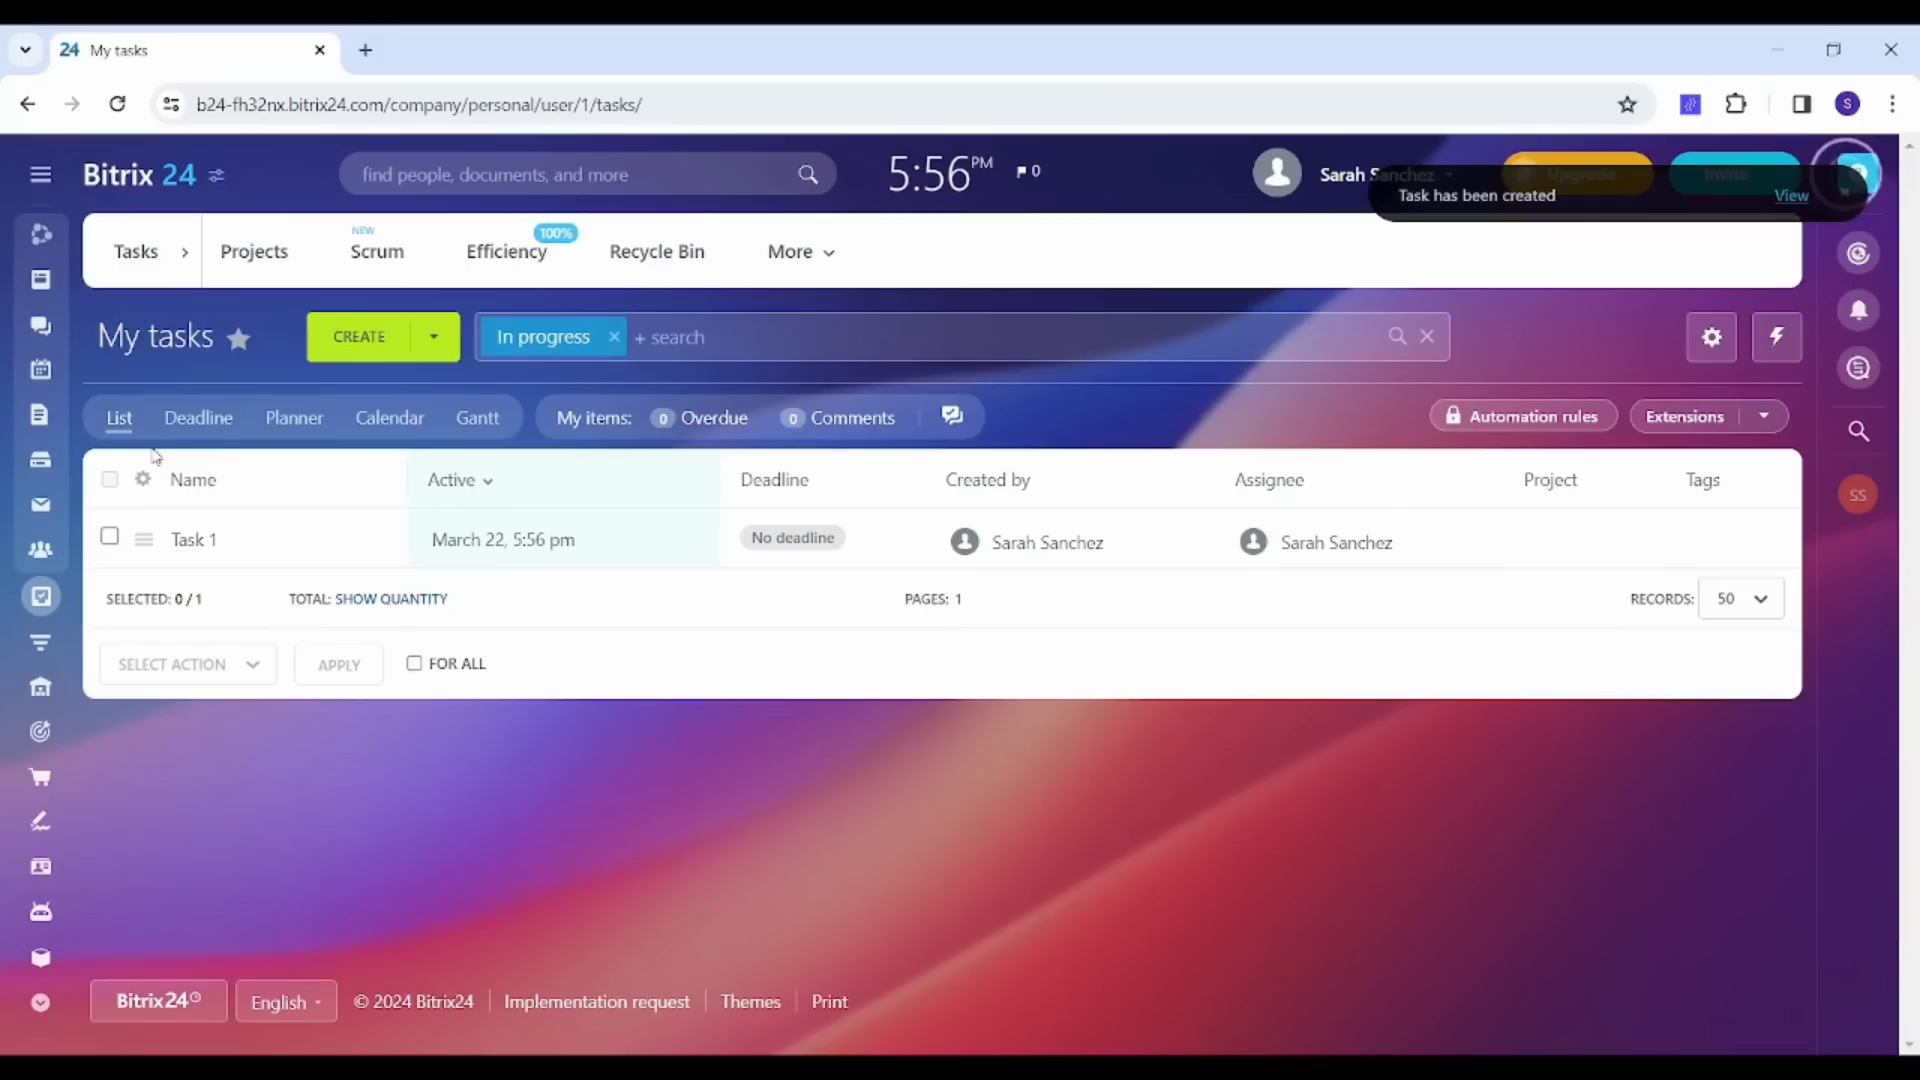 24 My tasks
b24-fh32nx.bitrix24.com/company/personal/user/1/tasks/
S
Bitrix 24
find people, documents, and more
5:56 PM
0
Sarah Sanchez
Upgrade
Invite
Task has been created
View
Tasks
Projects
NEW
Scrum
Efficiency
100%
Recycle Bin
More
My tasks
CREATE
In progress
+ search
List
Deadline
Planner
Calendar
Gantt
My items:
0 Overdue
0 Comments
Automation rules
Extensions
Name
Active
Deadline
Created by
Assignee
Project
Tags
SS
Task 1
March 22, 5:56 pm
No deadline
Sarah Sanchez
Sarah Sanchez
SELECTED: 0 / 1
TOTAL: SHOW QUANTITY
PAGES: 1
RECORDS:
50
SELECT ACTION
APPLY
FOR ALL
Bitrix24
English
© 2024 Bitrix24
Implementation request
Themes
Print